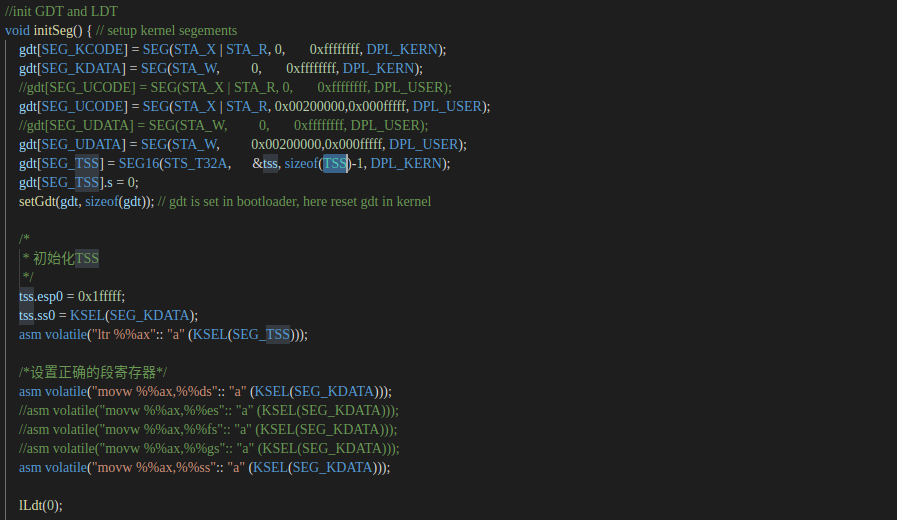 //init GDT and LDT
void initSeg() { // setup kernel segements
gdt[SEG_KCODE] = SEG(STA_X | STA_R, 0, 0xffffffff, DPL_KERN);
gdt[SEG_KDATA] = SEG(STA_W, 0, 0xffffffff, DPL_KERN);
//gdt[SEG_UCODE] = SEG(STA_X | STA_R, 0, 0xffffffff, DPL_USER);
gdt[SEG_UCODE] = SEG(STA_X | STA_R, 0x00200000,0x000fffff, DPL_USER);
//gdt[SEG_UDATA] = SEG(STA_W, 0, 0xffffffff, DPL_USER);
gdt[SEG_UDATA] = SEG(STA_W, 0x00200000,0x000fffff, DPL_USER);
gdt[SEG_TSS] = SEG16(STS_T32A, &tss, sizeof(TSS)-1, DPL_KERN);
gdt[SEG_TSS].s = 0;
setGdt(gdt, sizeof(gdt)); // gdt is set in bootloader, here reset gdt in kernel
/*
* 初始化TSS
*/
tss.esp0 = 0x1fffff;
tss.ss0 = KSEL(SEG_KDATA);
asm volatile("ltr %%ax":: "a" (KSEL(SEG_TSS)));
/*设置正确的段寄存器*/
asm volatile("movw %%ax,%%ds":: "a" (KSEL(SEG_KDATA)));
//asm volatile("movw %%ax,%%es":: "a" (KSEL(SEG_KDATA)));
//asm volatile("movw %%ax,%%fs":: "a" (KSEL(SEG_KDATA)));
//asm volatile("movw %%ax,%%gs":: "a" (KSEL(SEG_KDATA)));
asm volatile("movw %%ax,%%ss":: "a" (KSEL(SEG_KDATA)));
lLdt(0);